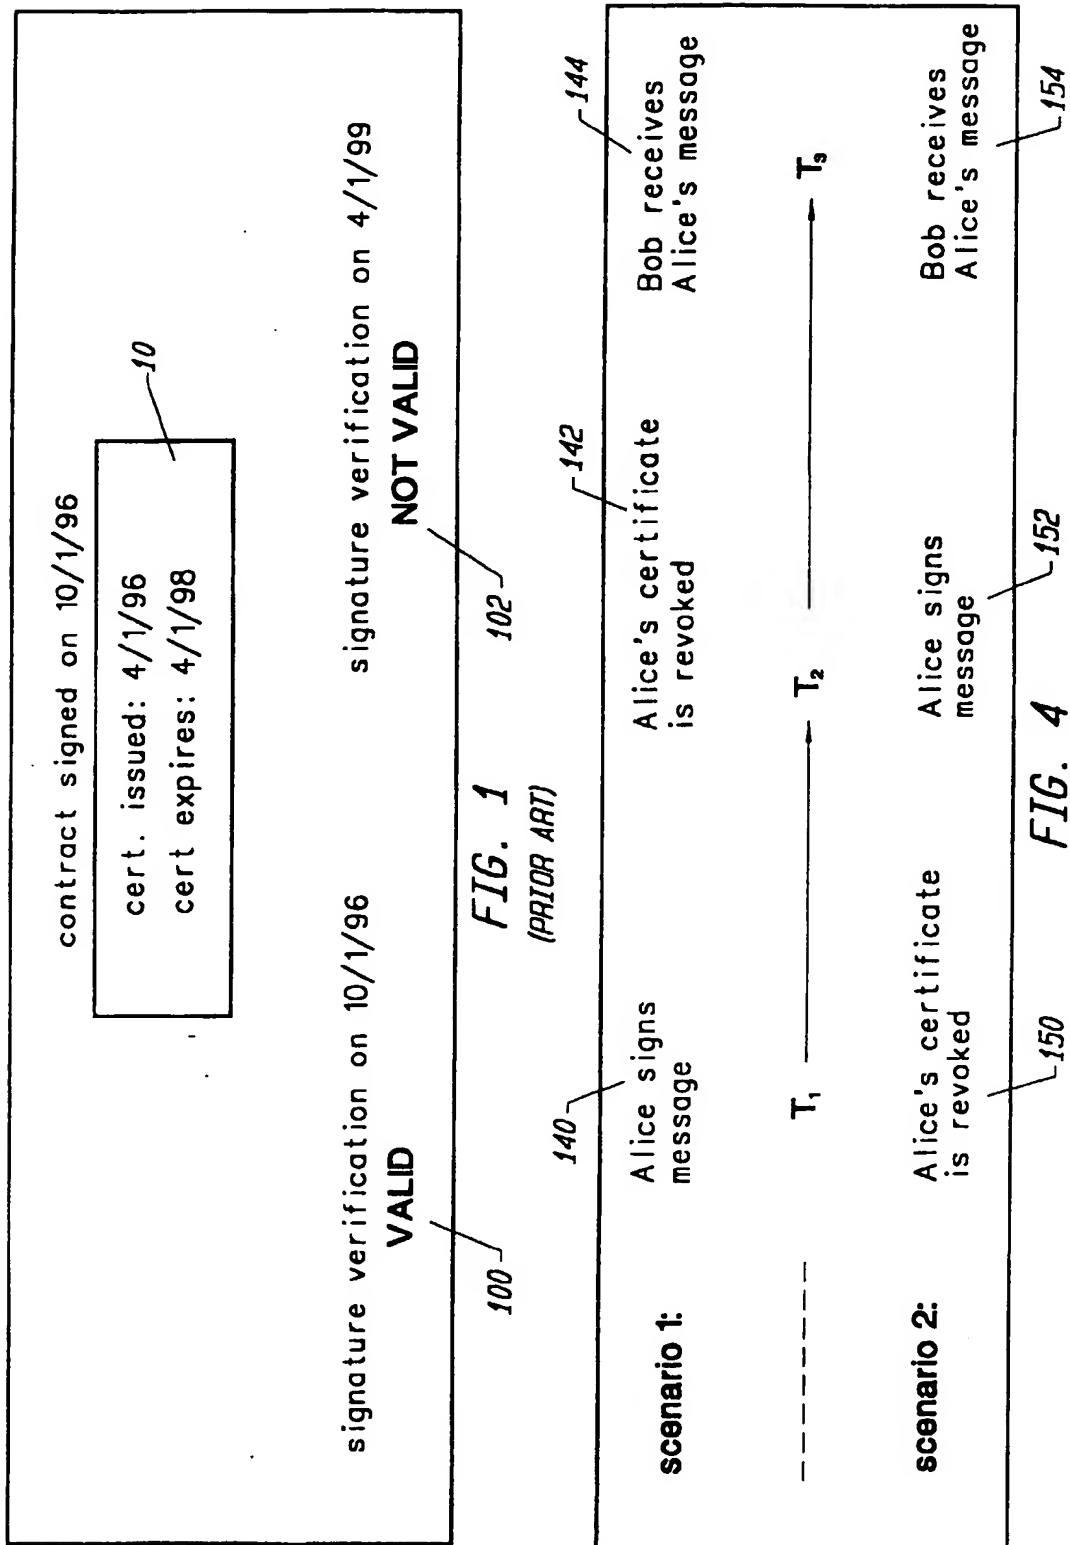 contract signed on 10/1/96
10
cert. issued: 4/1/96
cert expires: 4/1/98
signature verification on 10/1/96
VALID
100
signature verification on 4/1/99
NOT VALID
102
FIG. 1
(PRIOR ART)
140
142
144
scenario 1:
Alice signs
message
Alice's certificate
is revoked
Bob receives
Alice's message
T₁
T₂
T₃
scenario 2:
Alice's certificate
is revoked
Alice signs
message
Bob receives
Alice's message
150
152
154
FIG. 4